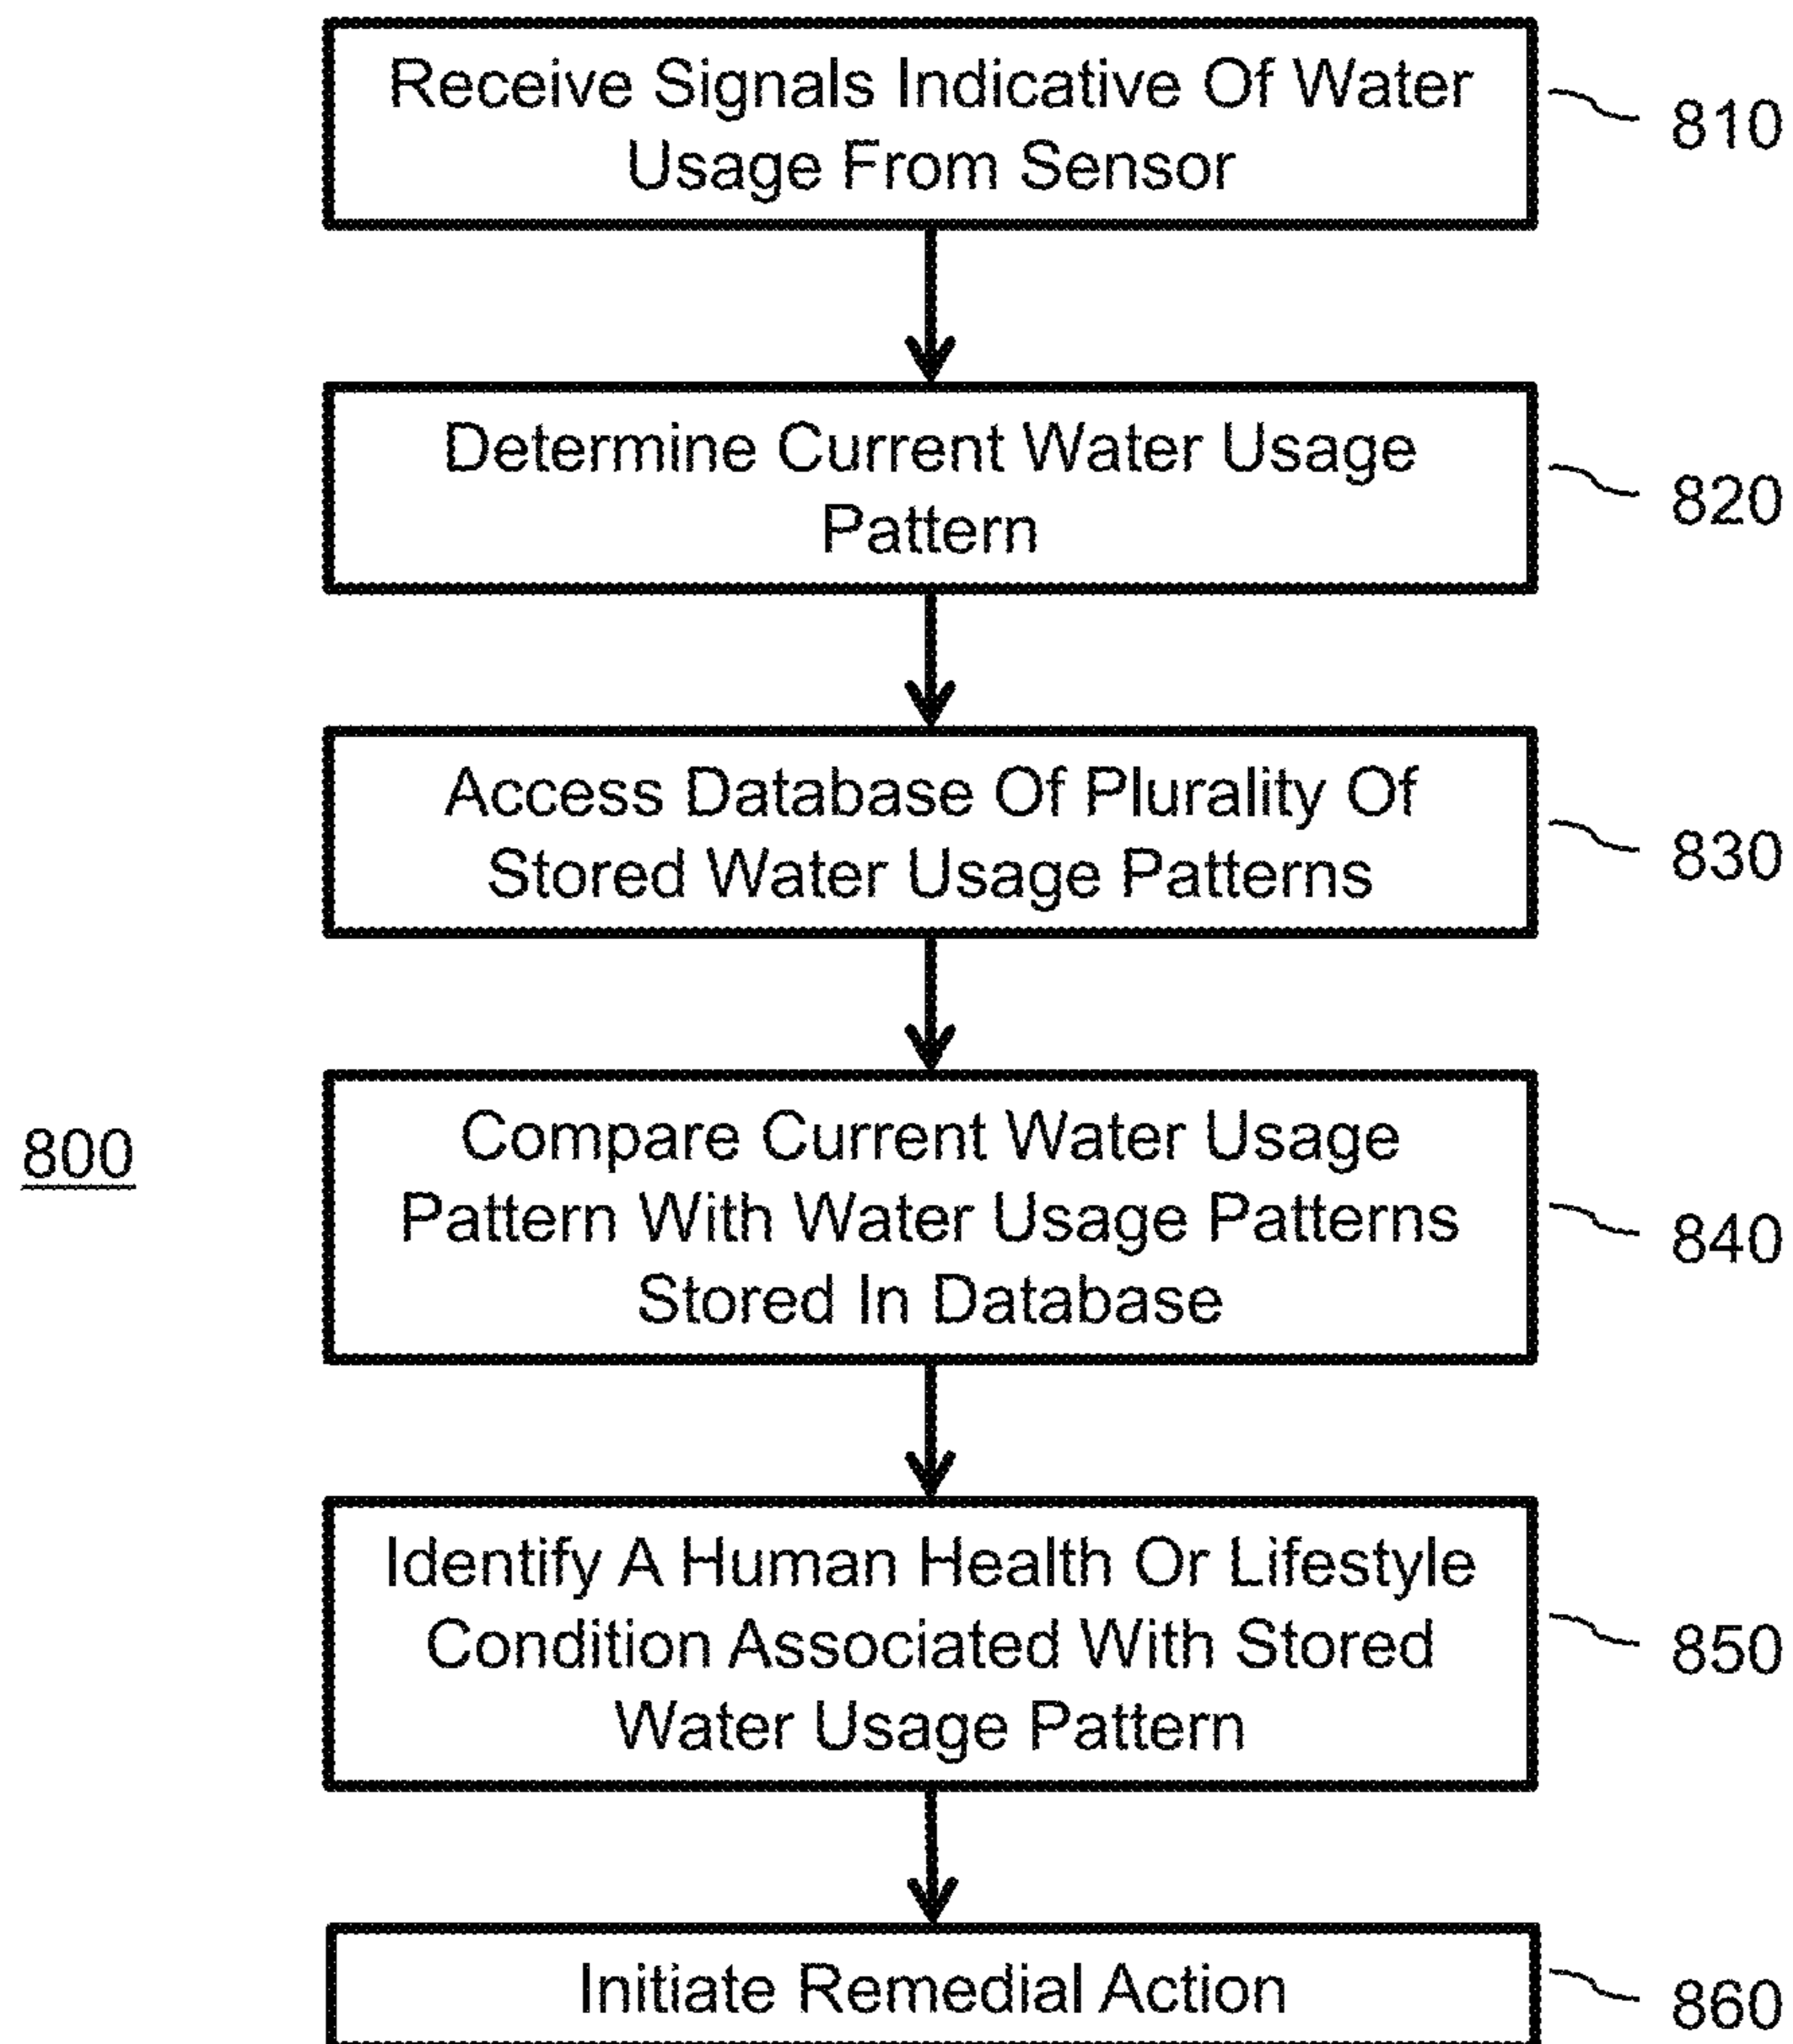 Receive Signals Indicative Of Water
Usage From Sensor
810
Determine Current Water Usage
Pattern
820
Access Database Of Plurality Of
Stored Water Usage Patterns
830
800
Compare Current Water Usage
Pattern With Water Usage Patterns
Stored In Database
840
Identify A Human Health Or Lifestyle
Condition Associated With Stored
Water Usage Pattern
850
Initiate Remedial Action
860